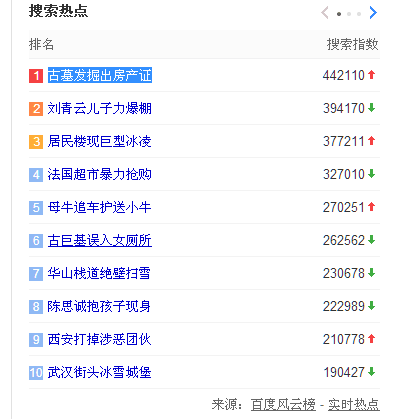 搜索热点
排名 搜索指数
1 古墓发掘出房产证 442110
2 刘青云儿子力爆棚 394170
3 居民楼现巨型冰凌 377211
4 法国超市暴力抢购 327010
5 母牛追车护送小牛 270251
6 古巨基误入女厕所 262562
7 华山栈道绝壁扫雪 230678
8 陈思诚抱孩子现身 222989
9 西安打掉涉恶团伙 210778
10 武汉街头冰雪城堡 190427
来源：百度风云榜 - 实时热点